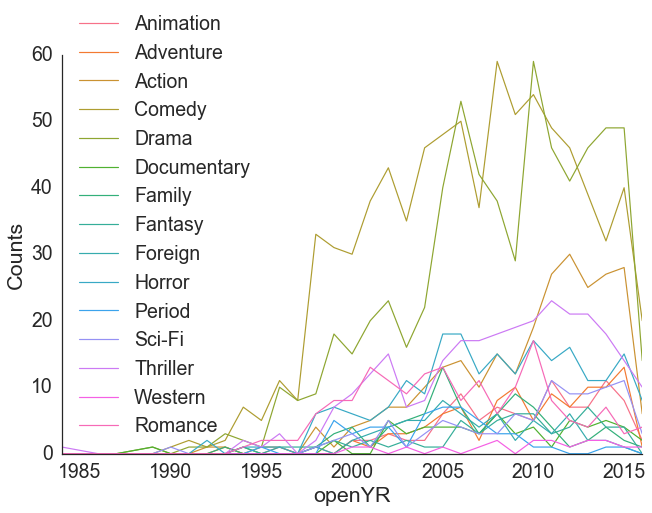 Animation
Adventure
Action
Comedy
Drama
Documentary
Family
Fantasy
Foreign
Horror
Period
Sci-Fi
Thriller
Western
Romance
60
50
40
30
20
10
0
Counts
1985 1990 1995 2000 2005 2010 2015
openYR